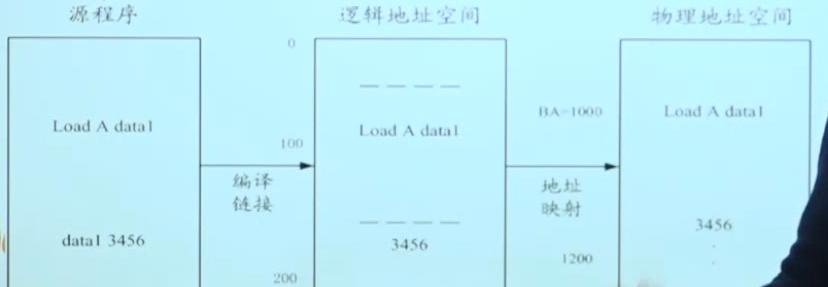 源程序
逻辑地址空间
物理地址空间
0
Load A data1
100
Load A data1
BA=1000
Load A data1
编译
链接
地址
映射
data1 3456
3456
3456
1200
200